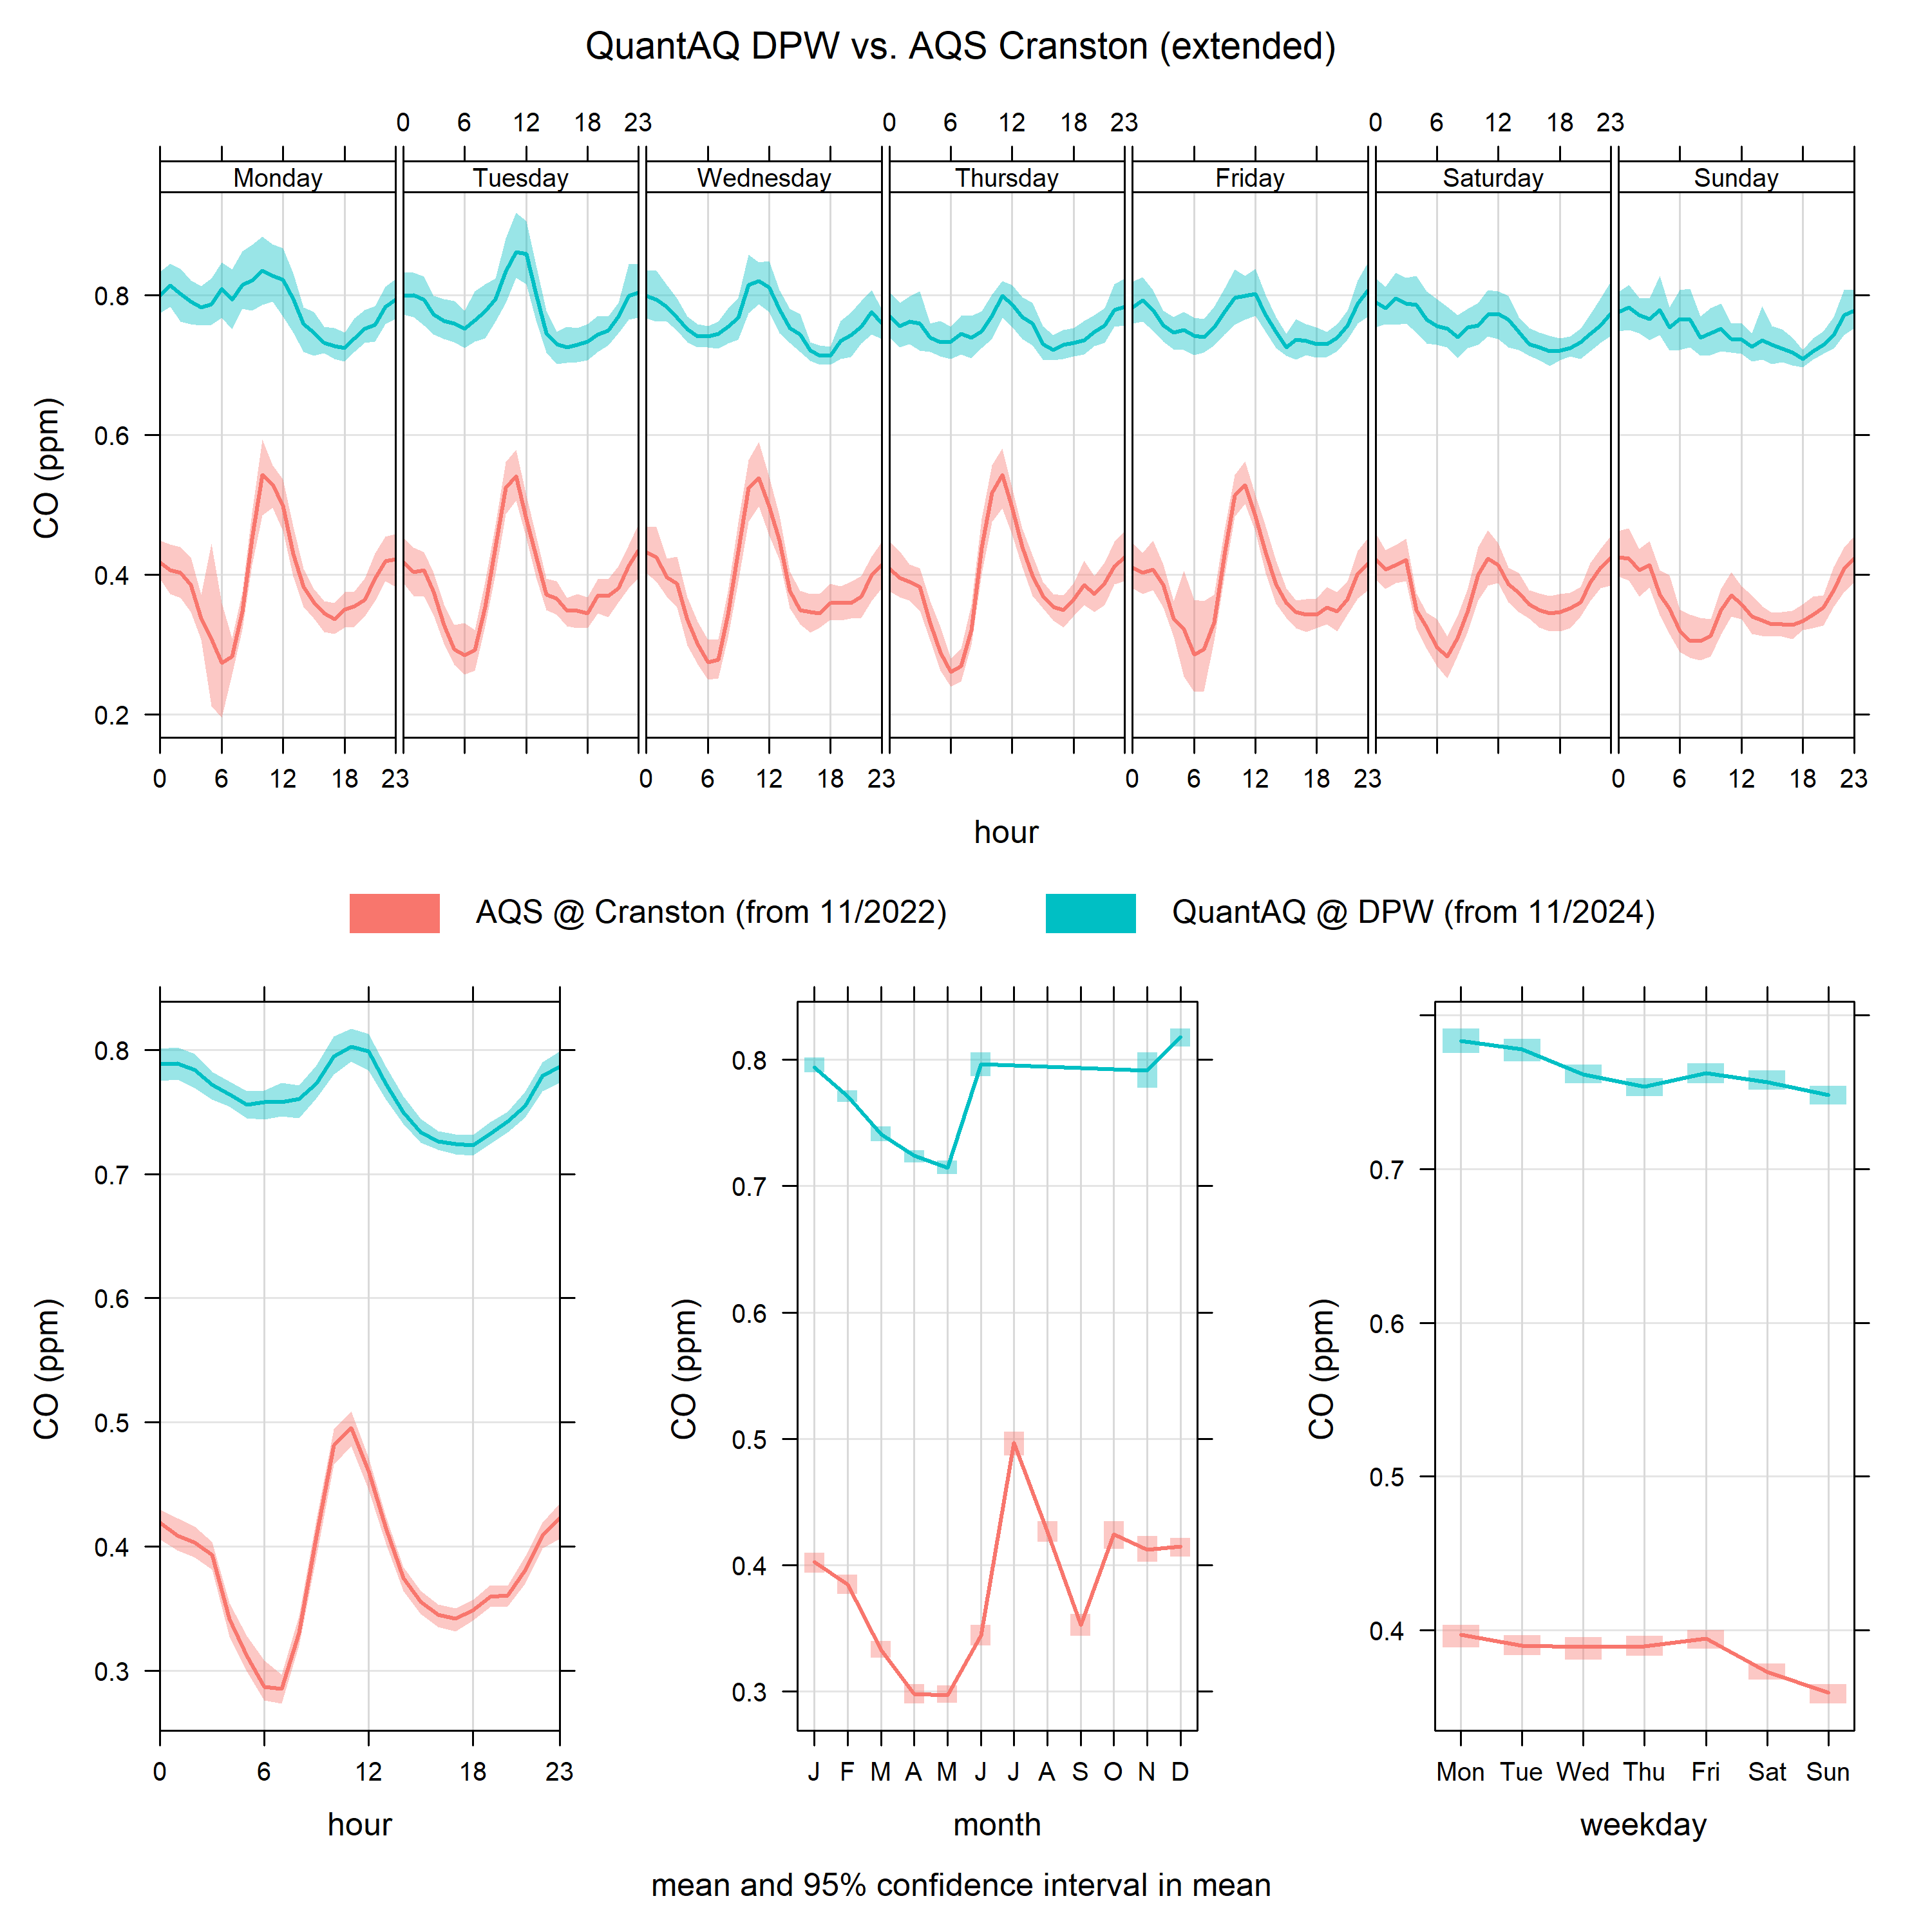 QuantAQ DPW vs. AQS Cranston (extended)
0 6 12 18 23 0 6 12 18 23 0 6 12 18 23
Monday Tuesday Wednesday Thursday Friday Saturday Sunday
0.8
0.6
0.4
0.2
CO (ppm)
0 6 12 18 23 0 6 12 18 23 0 6 12 18 23 0 6 12 18 23
hour
AQS @ Cranston (from 11/2022) QuantAQ @ DPW (from 11/2024)
CO (ppm)
0.8
0.7
0.6
0.5
0.4
0.3
0 6 12 18 23
hour
CO (ppm)
0.8
0.7
0.6
0.5
0.4
0.3
J F M A M J J A S O N D
month
CO (ppm)
0.7
0.6
0.5
0.4
Mon Tue Wed Thu Fri Sat Sun
weekday
mean and 95% confidence interval in mean